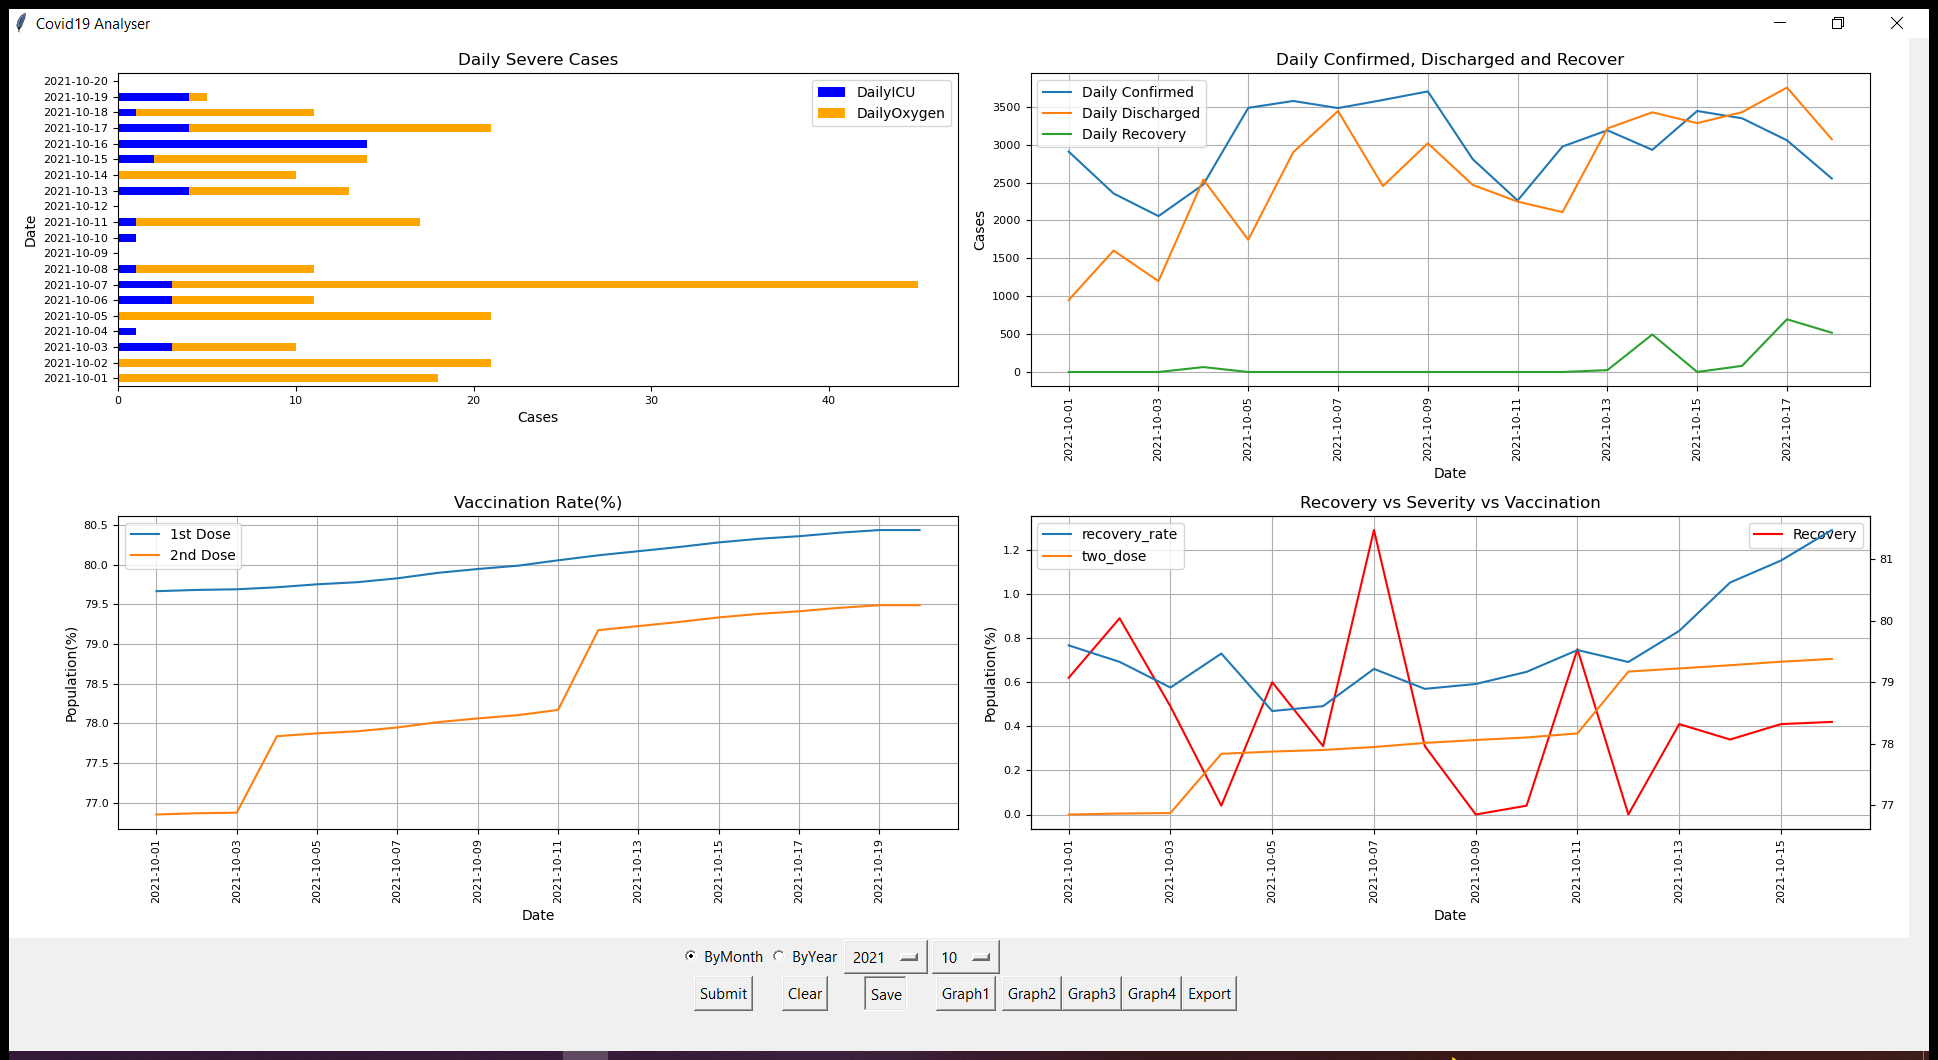 Covid19 Analyser
Daily Severe Cases
DailyICU
DailyOxygen
Date
2021-10-20
2021-10-19
2021-10-18
2021-10-17
2021-10-16
2021-10-15
2021-10-14
2021-10-13
2021-10-12
2021-10-11
2021-10-10
2021-10-09
2021-10-08
2021-10-07
2021-10-06
2021-10-05
2021-10-04
2021-10-03
2021-10-02
2021-10-01
0 10 20 30 40
Cases
Daily Confirmed, Discharged and Recover
Daily Confirmed
Daily Discharged
Daily Recovery
Cases
3500
3000
2500
2000
1500
1000
500
0
2021-10-01 2021-10-03 2021-10-05 2021-10-07 2021-10-09 2021-10-11 2021-10-13 2021-10-15 2021-10-17
Date
Vaccination Rate(%)
1st Dose
2nd Dose
Population(%)
80.5
80.0
79.5
79.0
78.5
78.0
77.5
77.0
2021-10-01 2021-10-03 2021-10-05 2021-10-07 2021-10-09 2021-10-11 2021-10-13 2021-10-15 2021-10-17 2021-10-19
Date
Recovery vs Severity vs Vaccination
recovery_rate
two_dose
Recovery
Population(%)
1.2
1.0
0.8
0.6
0.4
0.2
0.0
81
80
79
78
77
2021-10-01 2021-10-03 2021-10-05 2021-10-07 2021-10-09 2021-10-11 2021-10-13 2021-10-15
Date
ByMonth ByYear 2021 10
Submit Clear Save Graph1 Graph2 Graph3 Graph4 Export